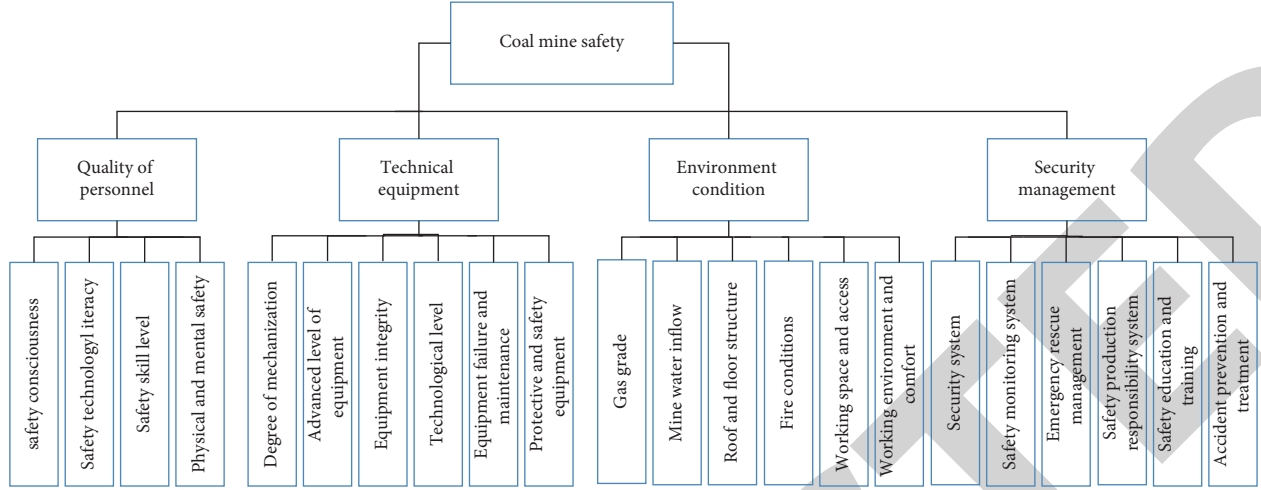 Coal mine safety
Quality of
personnel
Technical
equipment
Environment
condition
Security
management
safety consciousness
Safety technologyl iteracy
Safety skill level
Physical and mental safety
Degree of mechanization
Advanced level of
equipment
Equipment integrity
Technological level
Equipment failure and
maintenance
Protective and safety
equipment
Gas grade
Mine water inflow
Roof and floor structure
Fire conditions
Working space and access
Working environment and
comfort
Security system
Safety monitoring system
Emergency rescue
management
Safety production
responsibility system
Safety education and
training
Accident prevention and
treatment